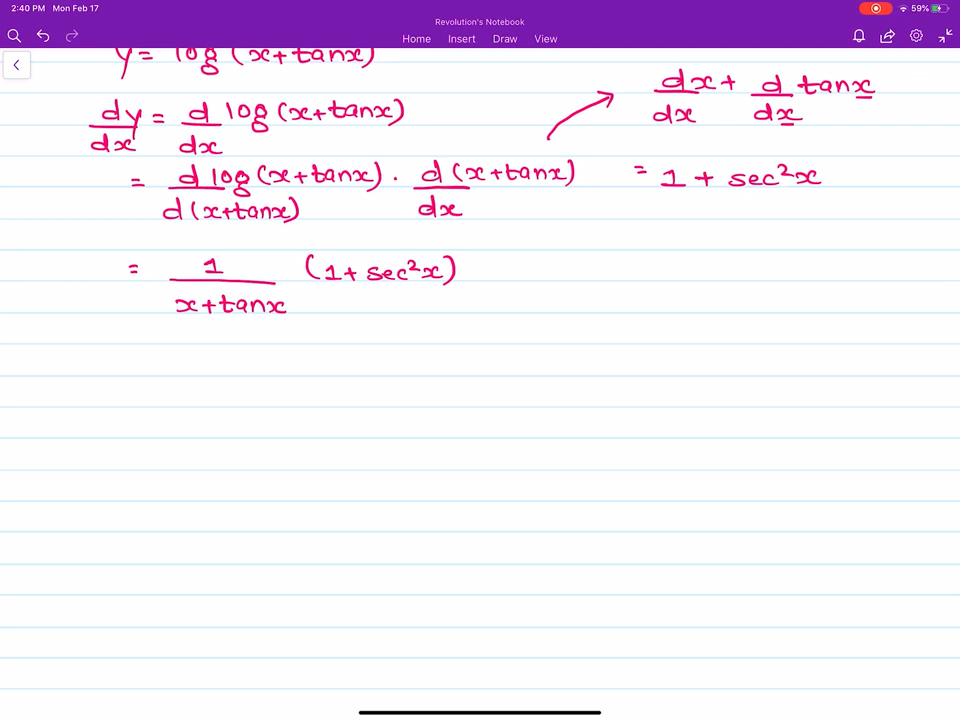 2:40 PM Mon Feb 17 59%
Revolution's Notebook
Home Insert Draw View
y = log (x+tanx)
dy/dx = d/dx log (x+tanx)
= d log (x+tanx)/d(x+tanx) · d (x+tanx)/dx
= 1/(x+tanx) (1+sec²x)
dx/dx + d/dx tanx
= 1 + sec²x